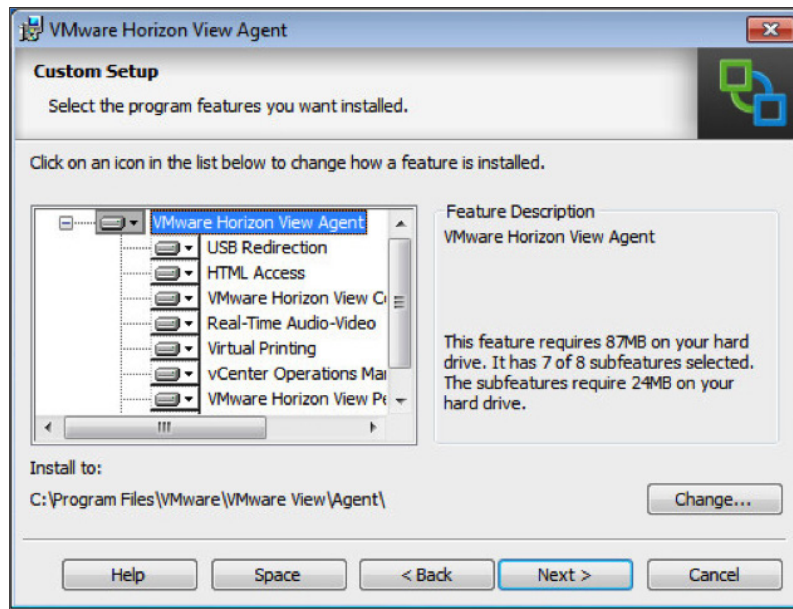 VMware Horizon View Agent
Custom Setup
Select the program features you want installed.
Click on an icon in the list below to change how a feature is installed.
VMware Horizon View Agent
USB Redirection
HTML Access
VMware Horizon View
Real-Time Audio-Video
Virtual Printing
vCenter Operations
VMware Horizon View
Feature Description
VMware Horizon View Agent
This feature requires 87MB on your hard
drive. It has 7 of 8 subfeatures selected.
The subfeatures require 24MB on your
hard drive.
Install to:
C:\Program Files\VMware\VMware View\Agent\
Change...
Help
Space
< Back
Next >
Cancel